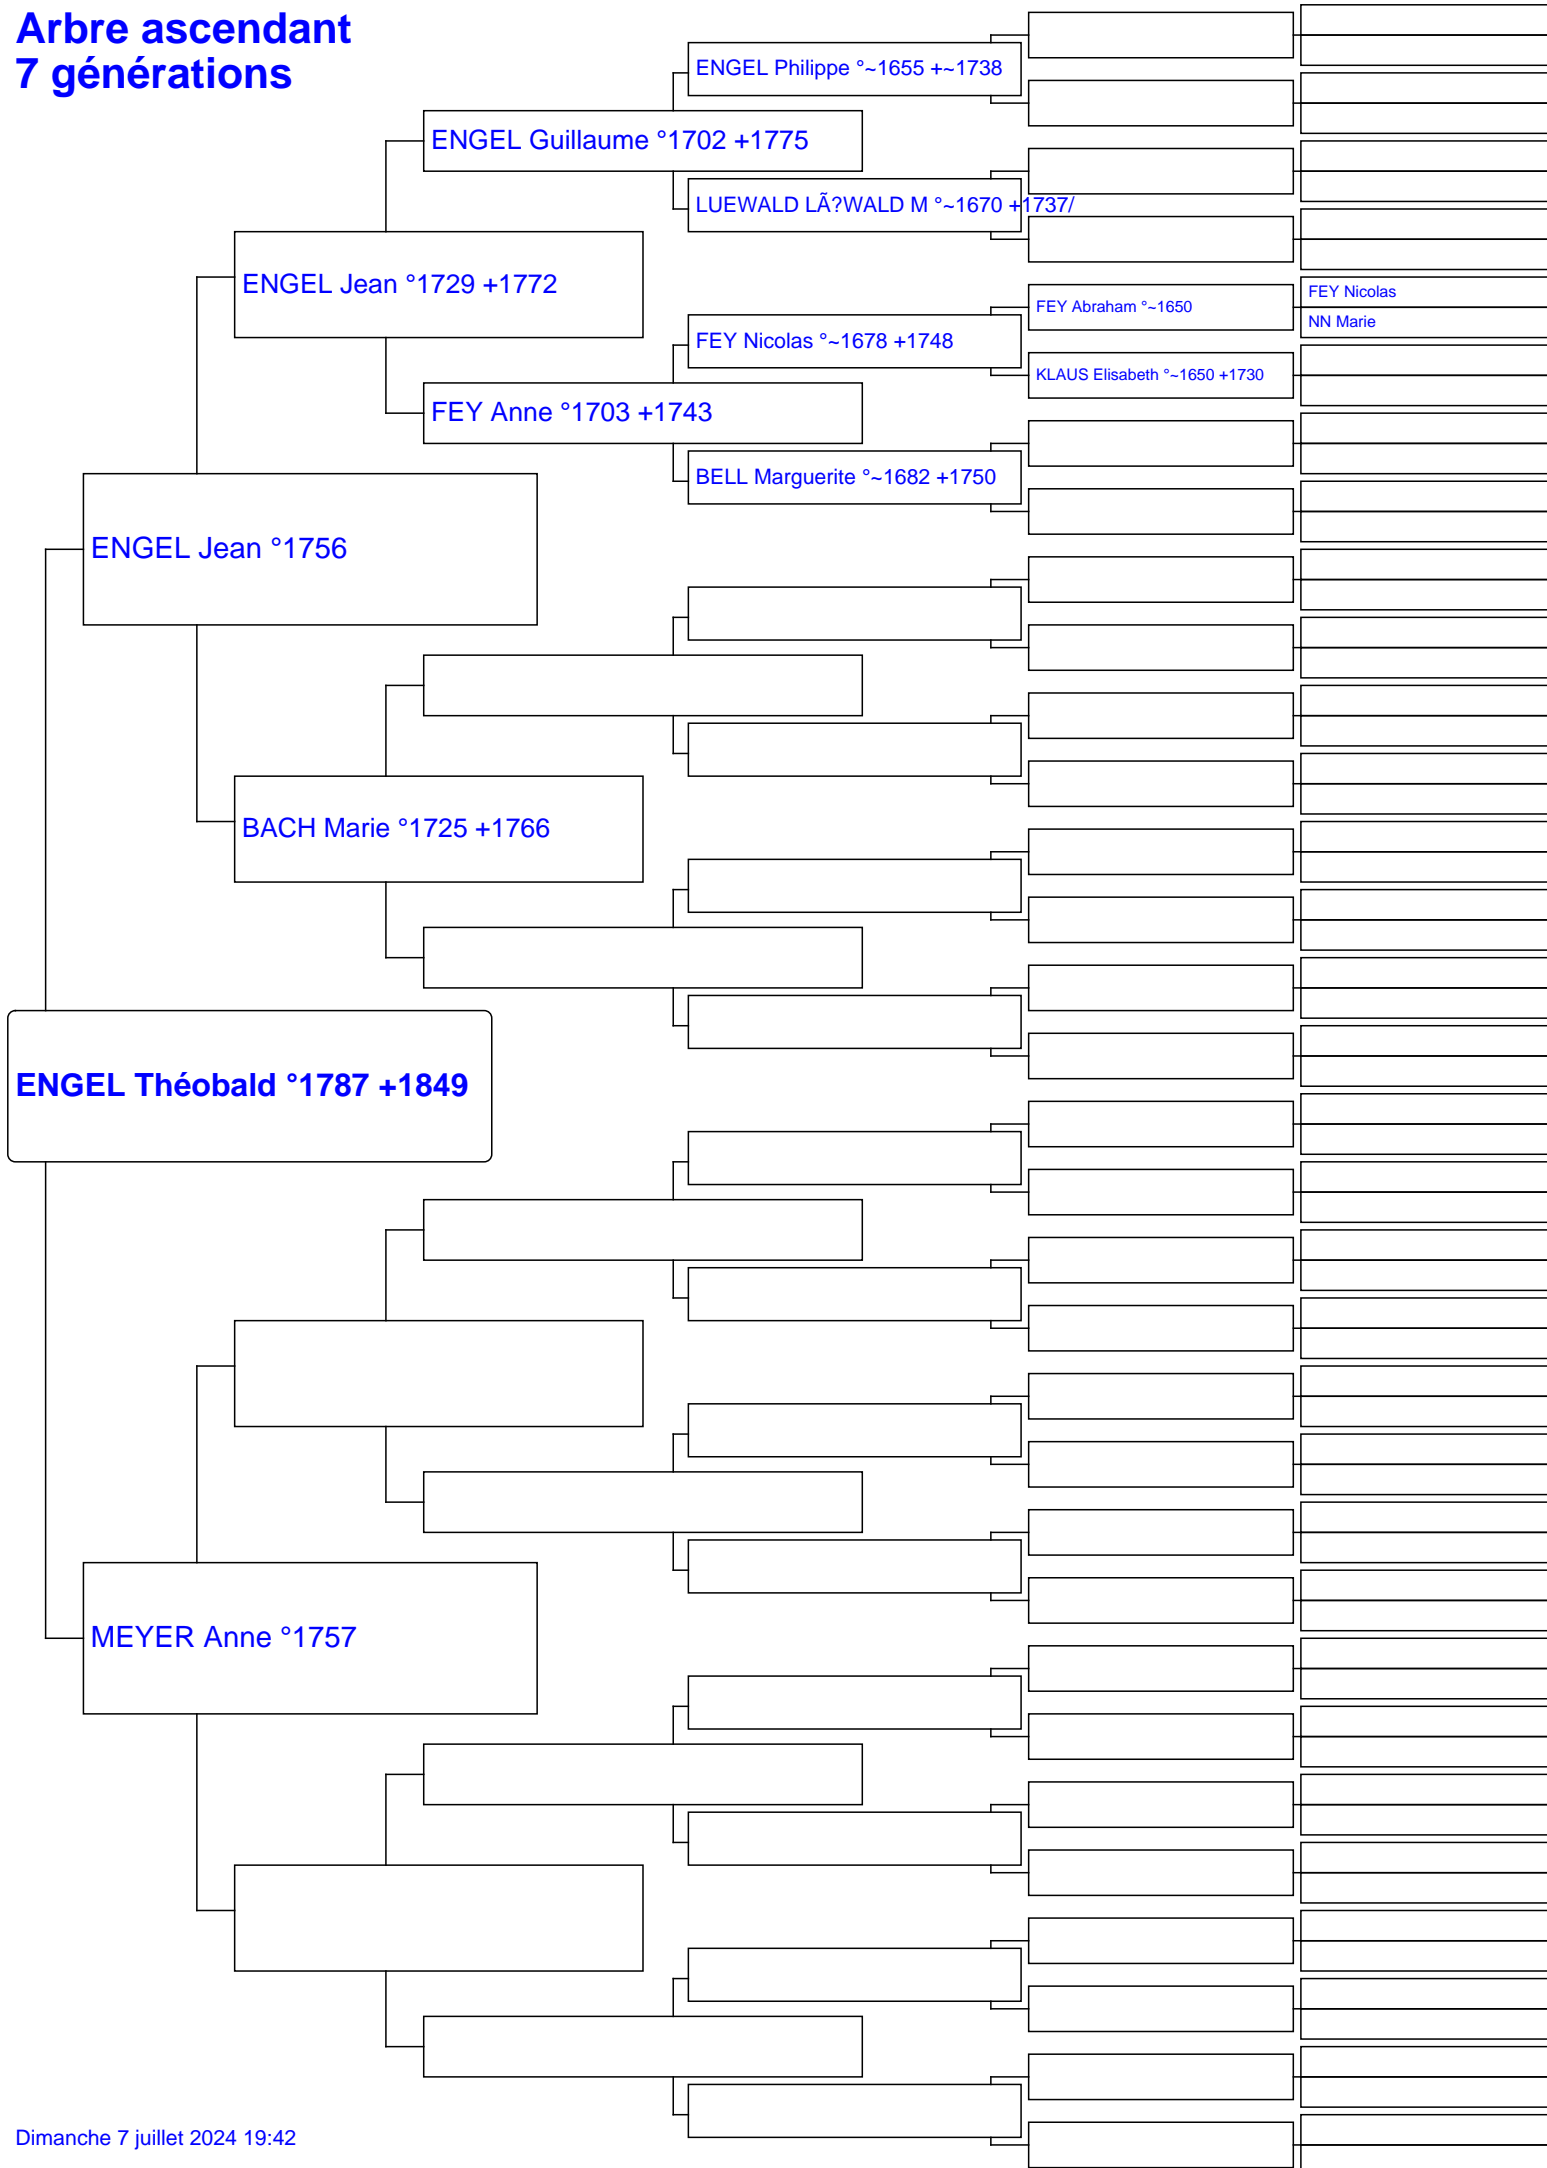 Arbre ascendant
7 générations
ENGEL Philippe °~1655 +~1738
ENGEL Guillaume °1702 +1775
LUEWALD LÃ?WALD M °~1670 +1737/
ENGEL Jean °1729 +1772
FEY Abraham °~1650
FEY Nicolas
NN Marie
FEY Nicolas °~1678 +1748
KLAUS Elisabeth °~1650 +1730
FEY Anne °1703 +1743
BELL Marguerite °~1682 +1750
ENGEL Jean °1756
BACH Marie °1725 +1766
ENGEL Théobald °1787 +1849
MEYER Anne °1757
Dimanche 7 juillet 2024 19:42